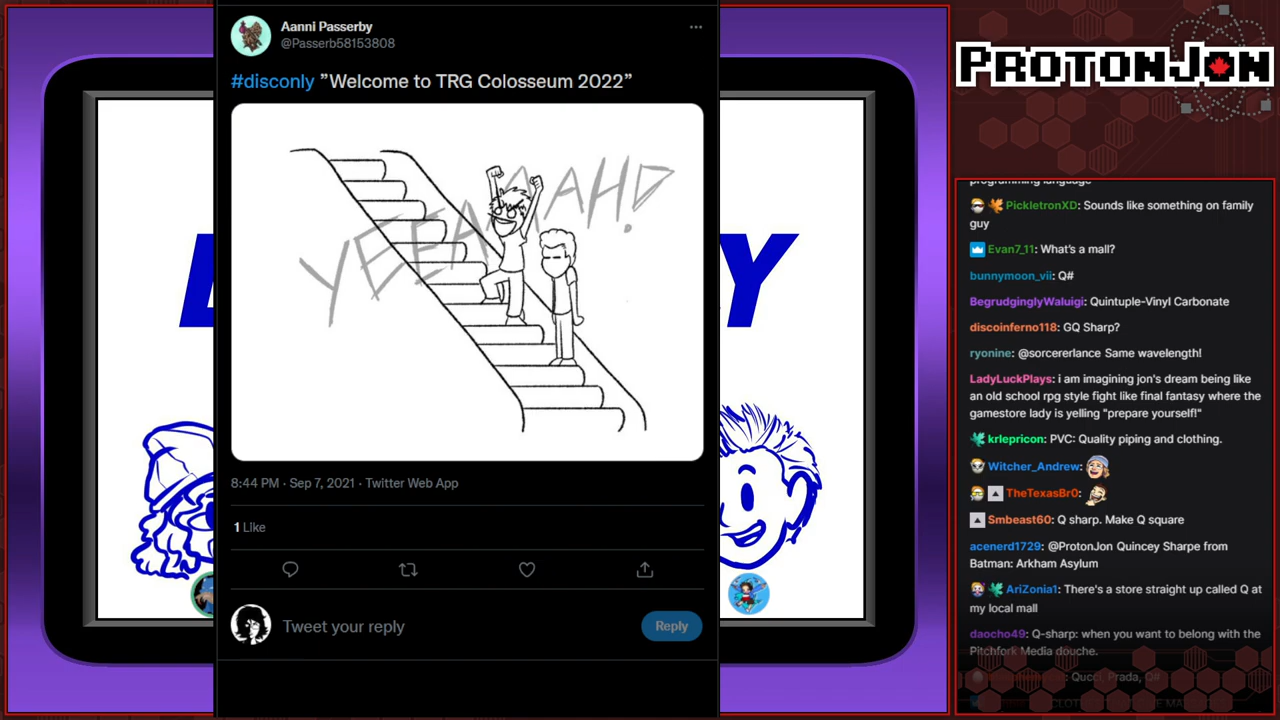 Aanni Passerby
@Passerb58153808
#disconly ”Welcome to TRG Colosseum 2022”
YEEAAAAH!
8:44 PM · Sep 7, 2021 · Twitter Web App
1 Like
Tweet your reply
Reply
PROTONJON
programming language
PickletronXD: Sounds like something on family
guy
Evan7_11: What's a mall?
bunnymoon_vii: Q#
BegrudginglyWaluigi: Quintuple-Vinyl Carbonate
discoinferno118: GQ Sharp?
ryonine: @sorcererlance Same wavelength!
LadyLuckPlays: i am imagining jon's dream being like
an old school rpg style fight like final fantasy where the
gamestore lady is yelling "prepare yourself!"
krlepricon: PVC: Quality piping and clothing.
Witcher_Andrew:
TheTexasBr0:
Smbeast60: Q sharp. Make Q square
acenerd1729: @ProtonJon Quincey Sharpe from
Batman: Arkham Asylum
AriZonia1: There's a store straight up called Q at
my local mall
daocho49: Q-sharp: when you want to belong with the
Pitchfork Media douche.
Qucci, Prada, Q#